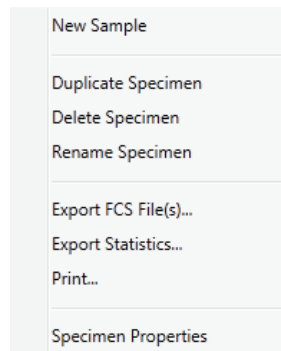 New Sample
Duplicate Specimen
Delete Specimen
Rename Specimen
Export FCS File(s)...
Export Statistics...
Print...
Specimen Properties